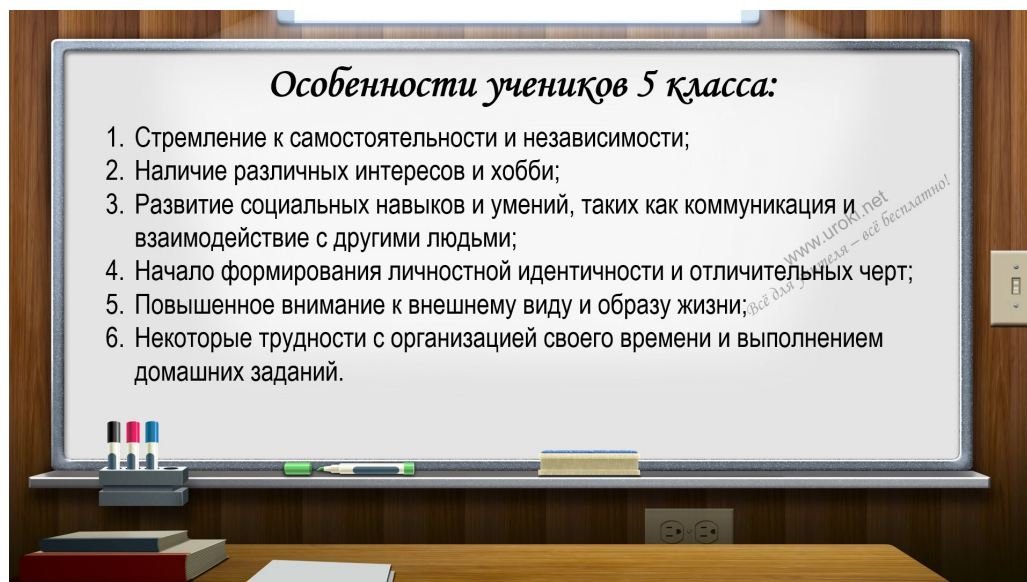 Особенности учеников 5 класса:
1. Стремление к самостоятельности и независимости;
2. Наличие различных интересов и хобби;
3. Развитие социальных навыков и умений, таких как коммуникация и
взаимодействие с другими людьми;
4. Начало формирования личностной идентичности и отличительных черт;
5. Повышенное внимание к внешнему виду и образу жизни;
6. Некоторые трудности с организацией своего времени и выполнением
домашних заданий.
www.uroki.net
Всё для учителя – всё бесплатно!